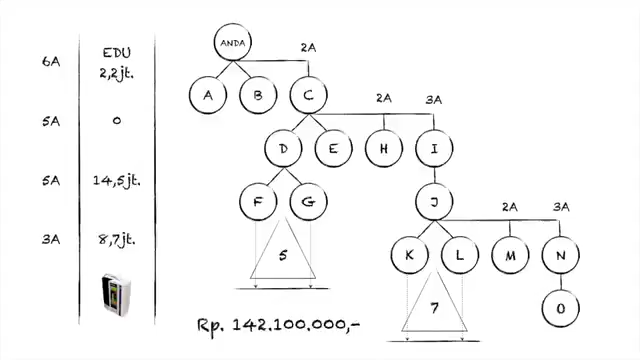 6A
EDU
2,2jt.
5A
0
5A
14,5jt.
3A
8,7jt.
ANDA
2A
A
B
C
2A
3A
D
E
H
I
F
G
J
5
2A
3A
K
L
M
N
7
O
Rp. 142.100.000,-